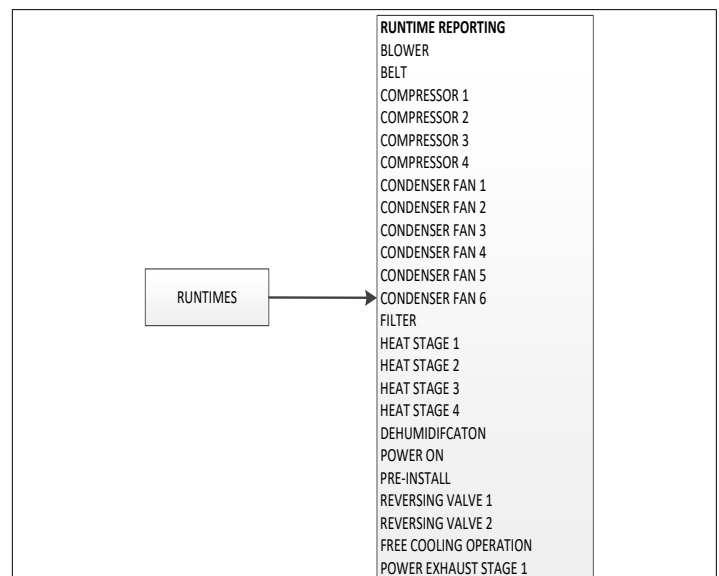 RUNTIME REPORTING
BLOWER
BELT
COMPRESSOR 1
COMPRESSOR 2
COMPRESSOR 3
COMPRESSOR 4
CONDENSER FAN 1
CONDENSER FAN 2
CONDENSER FAN 3
CONDENSER FAN 4
CONDENSER FAN 5
RUNTIMES
CONDENSER FAN 6
FILTER
HEAT STAGE 1
HEAT STAGE 2
HEAT STAGE 3
HEAT STAGE 4
DEHUMIDIFCATON
POWER ON
PRE-INSTALL
REVERSING VALVE 1
REVERSING VALVE 2
FREE COOLING OPERATION
POWER EXHAUST STAGE 1